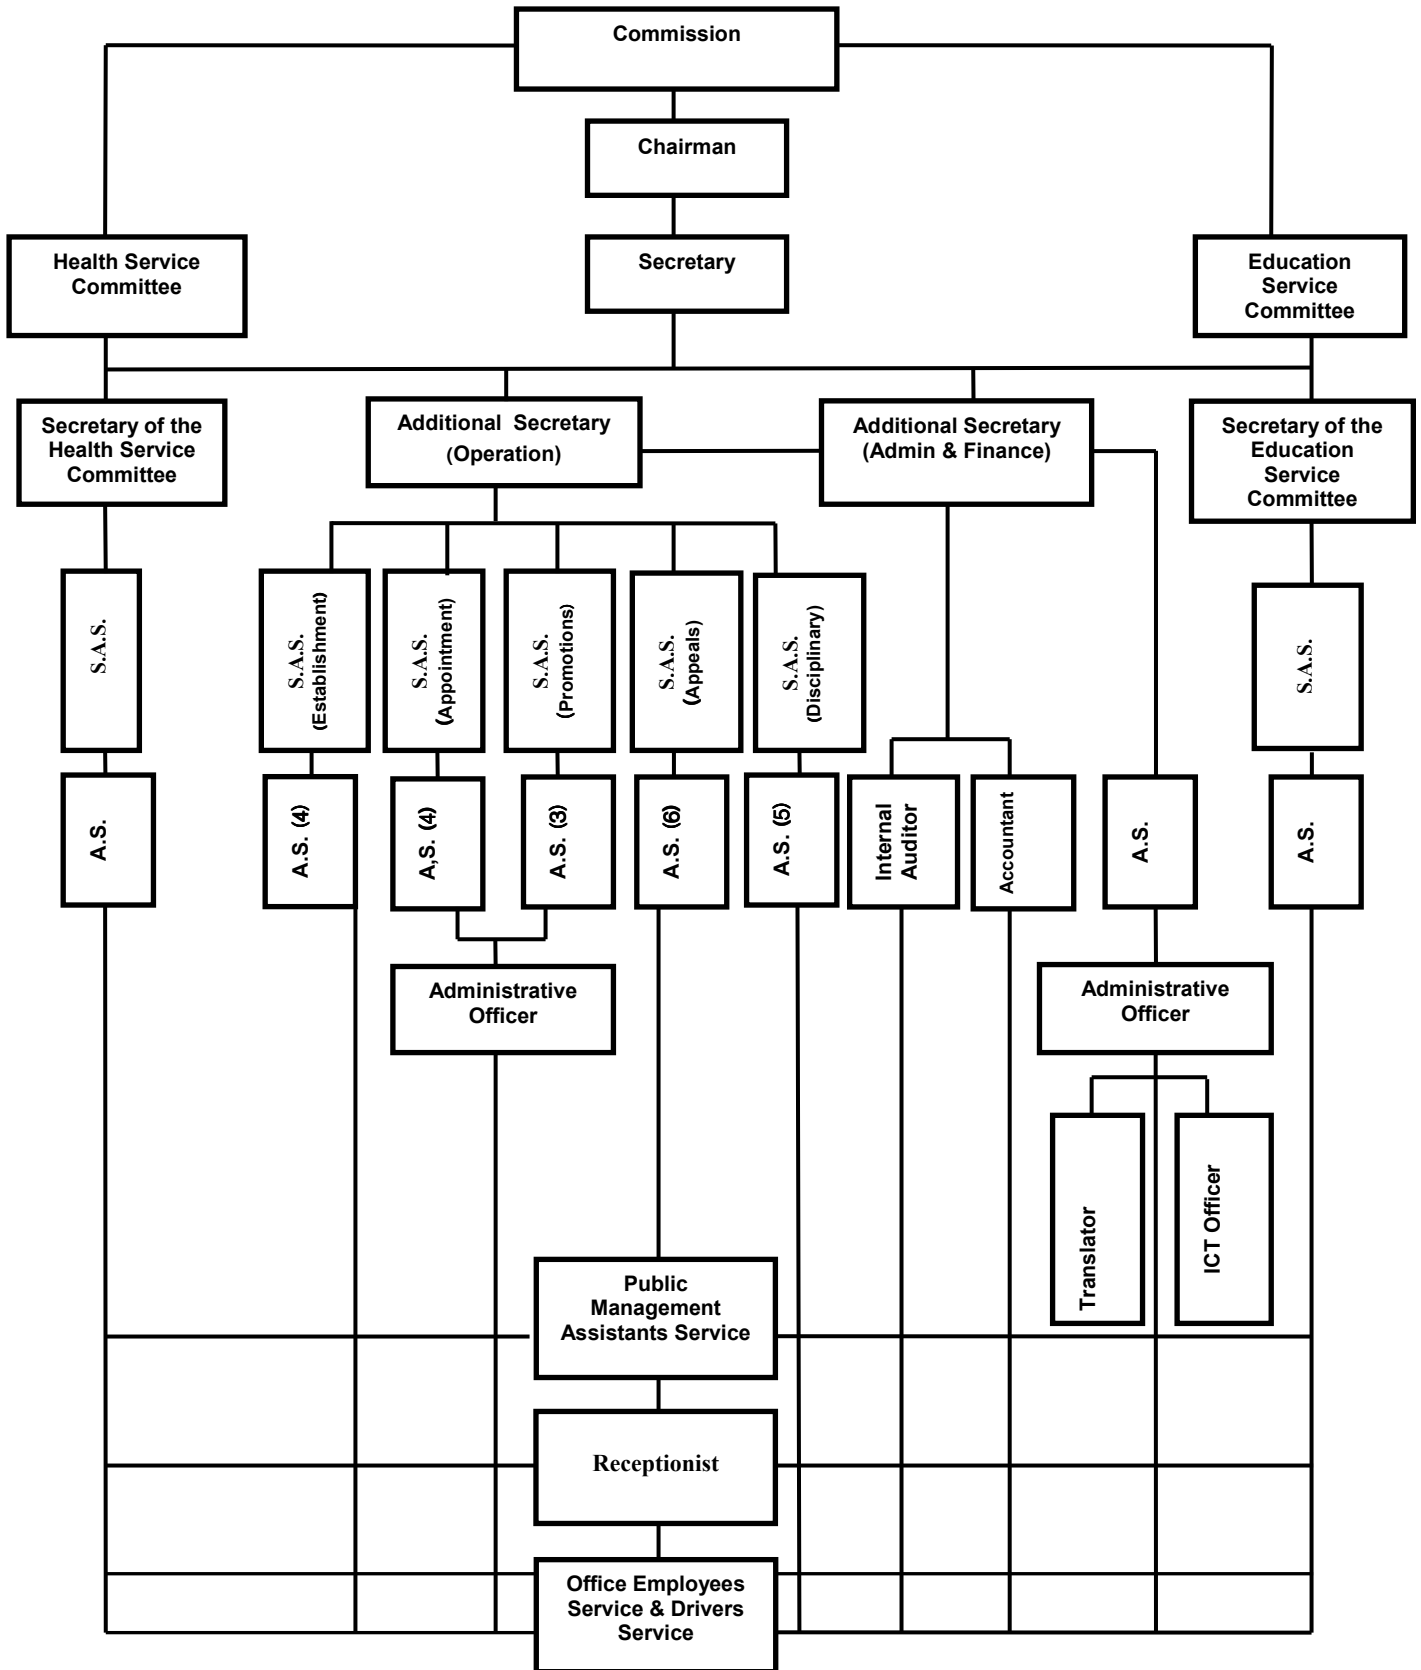 Commission
Chairman
Health Service
Committee
Secretary
Education
Service
Committee
Secretary of the
Health Service
Committee
Additional Secretary
(Operation)
Additional Secretary
(Admin & Finance)
Secretary of the
Education
Service
Committee
S.A.S.
S.A.S.
(Establishment)
S.A.S.
(Appointment)
S.A.S.
(Promotions)
S.A.S.
(Appeals)
S.A.S.
(Disciplinary)
S.A.S.
A.S.
A.S. (4)
A,S. (4)
A.S. (3)
A.S. (6)
A.S. (5)
Internal
Auditor
Accountant
A.S.
A.S.
Administrative
Officer
Administrative
Officer
Translator
ICT Officer
Public
Management
Assistants Service
Receptionist
Office Employees
Service & Drivers
Service